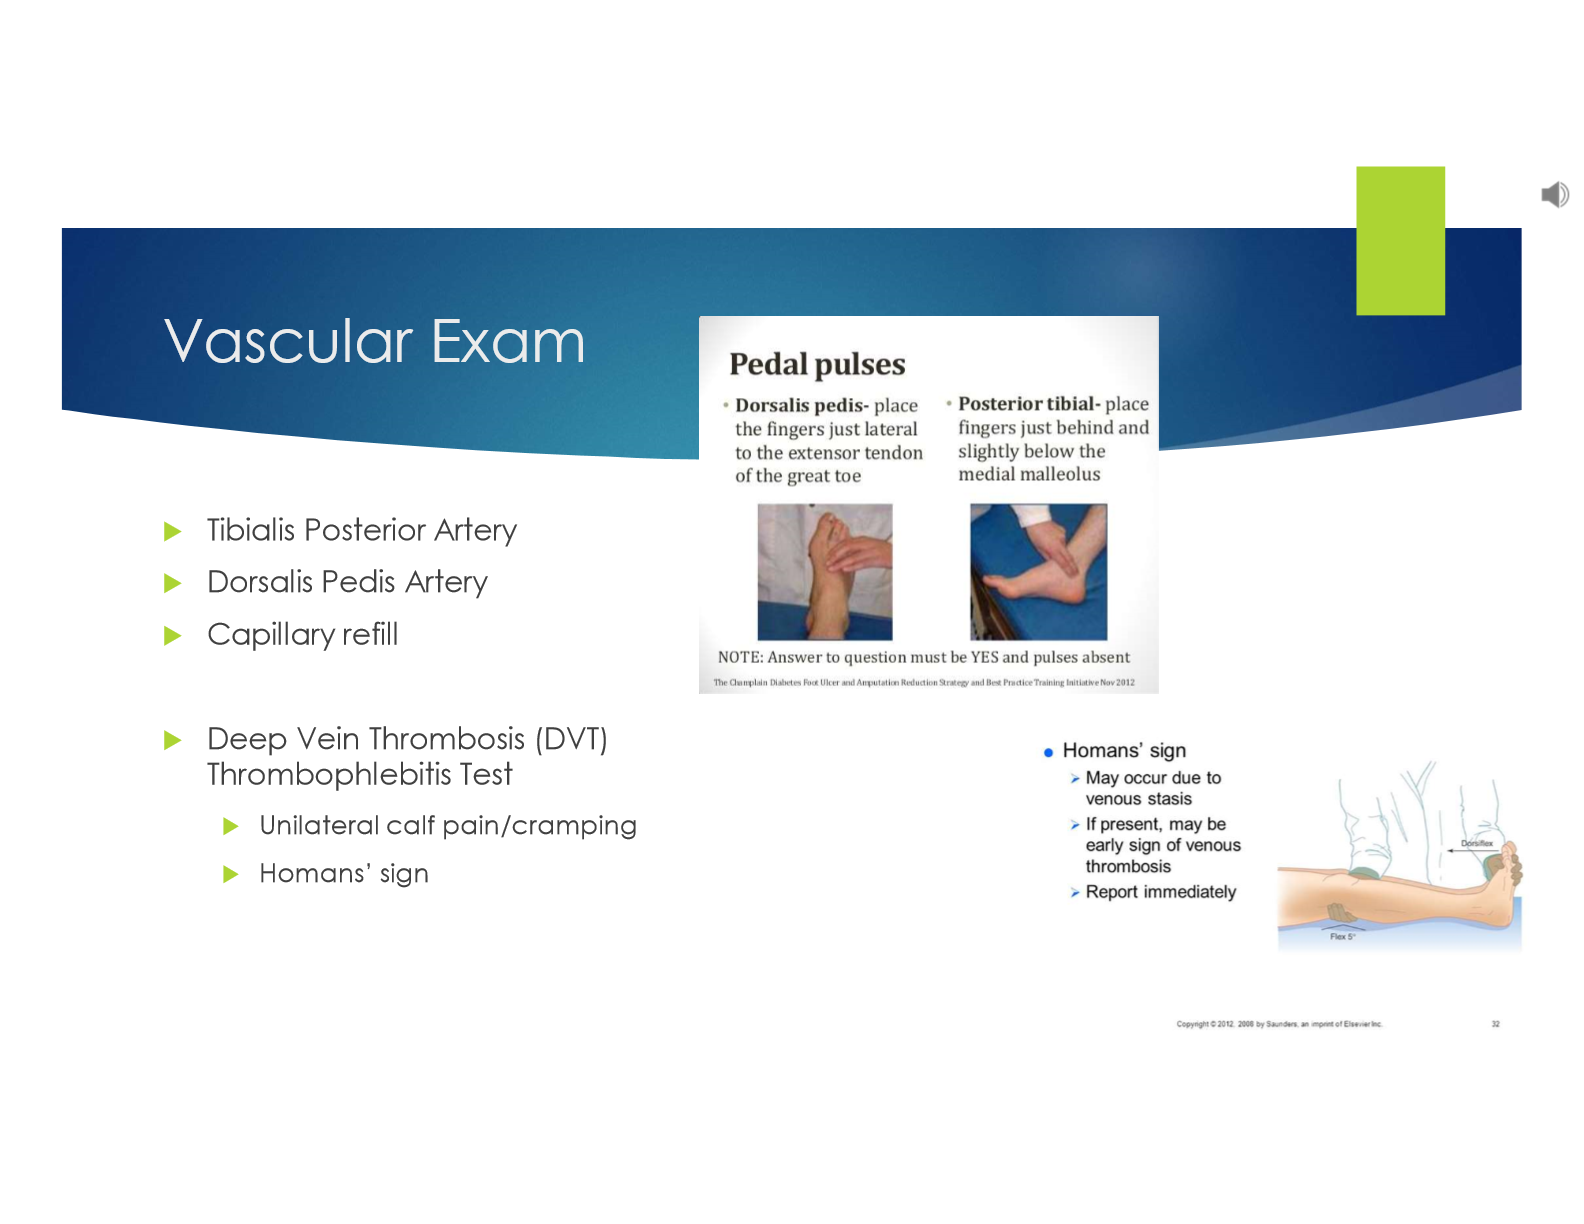 Vascular Exam
Pedal pulses
• Dorsalis pedis- place
the fingers just lateral
to the extensor tendon
of the great toe
• Posterior tibial- place
fingers just behind and
slightly below the
medial malleolus
NOTE: Answer to question must be YES and pulses absent
The Champlain Diabetes Foot Ulcer and Amputation Reduction Strategy and Best Practice Training Initiative Nov 2012
Tibialis Posterior Artery
Dorsalis Pedis Artery
Capillary refill
Deep Vein Thrombosis (DVT)
Thrombophlebitis Test
Unilateral calf pain/cramping
Homans’ sign
• Homans’ sign
➢ May occur due to
venous stasis
➢ If present, may be
early sign of venous
thrombosis
➢ Report immediately
Dorsiflex
Flex 5°
Copyright © 2012, 2008 by Saunders, an imprint of Elsevier Inc.
32